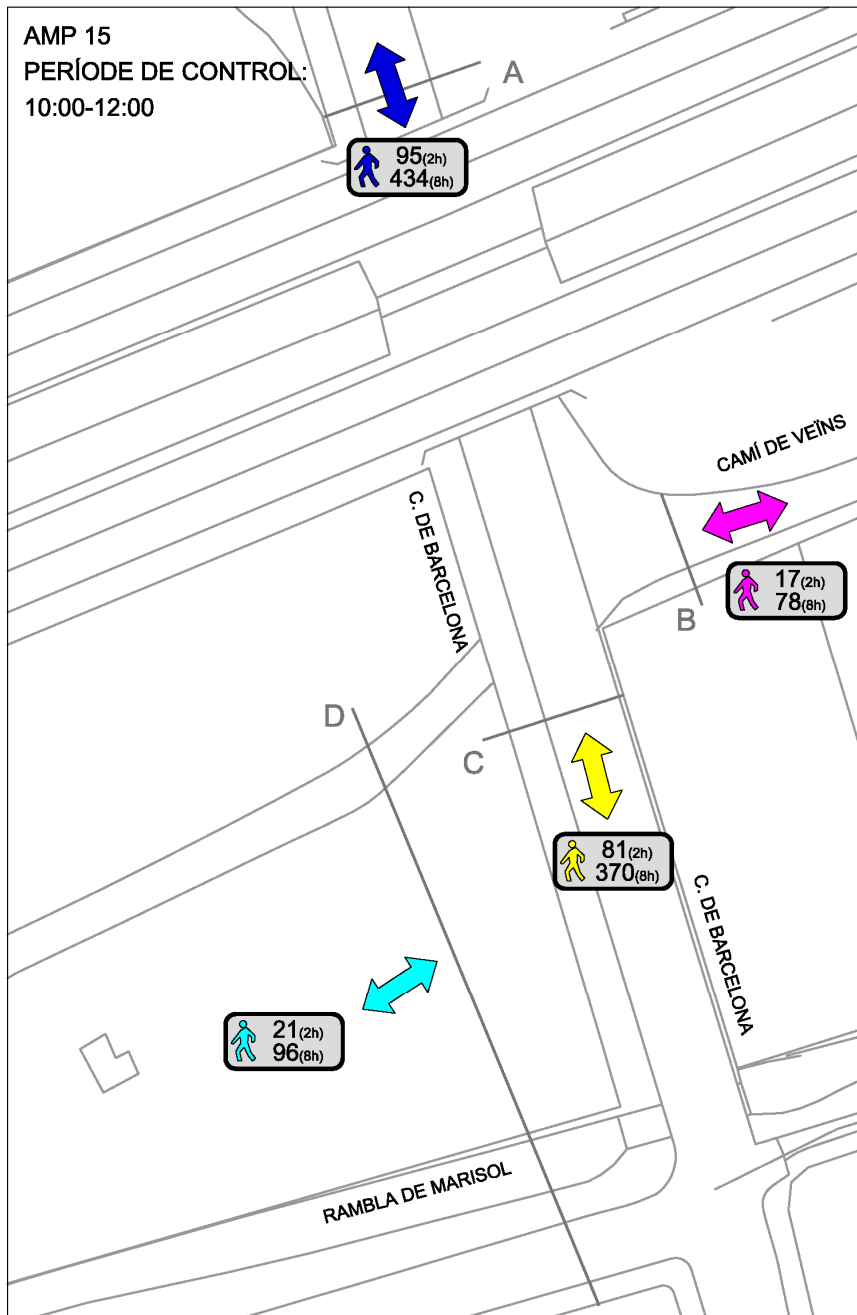 AMP 15
PERÍODE DE CONTROL:
10:00-12:00
A
95(2h)
434(8h)
CAMÍ DE VEÏNS
C. DE BARCELONA
17(2h)
78(8h)
B
D
C
81(2h)
370(8h)
C. DE BARCELONA
21(2h)
96(8h)
RAMBLA DE MARISOL